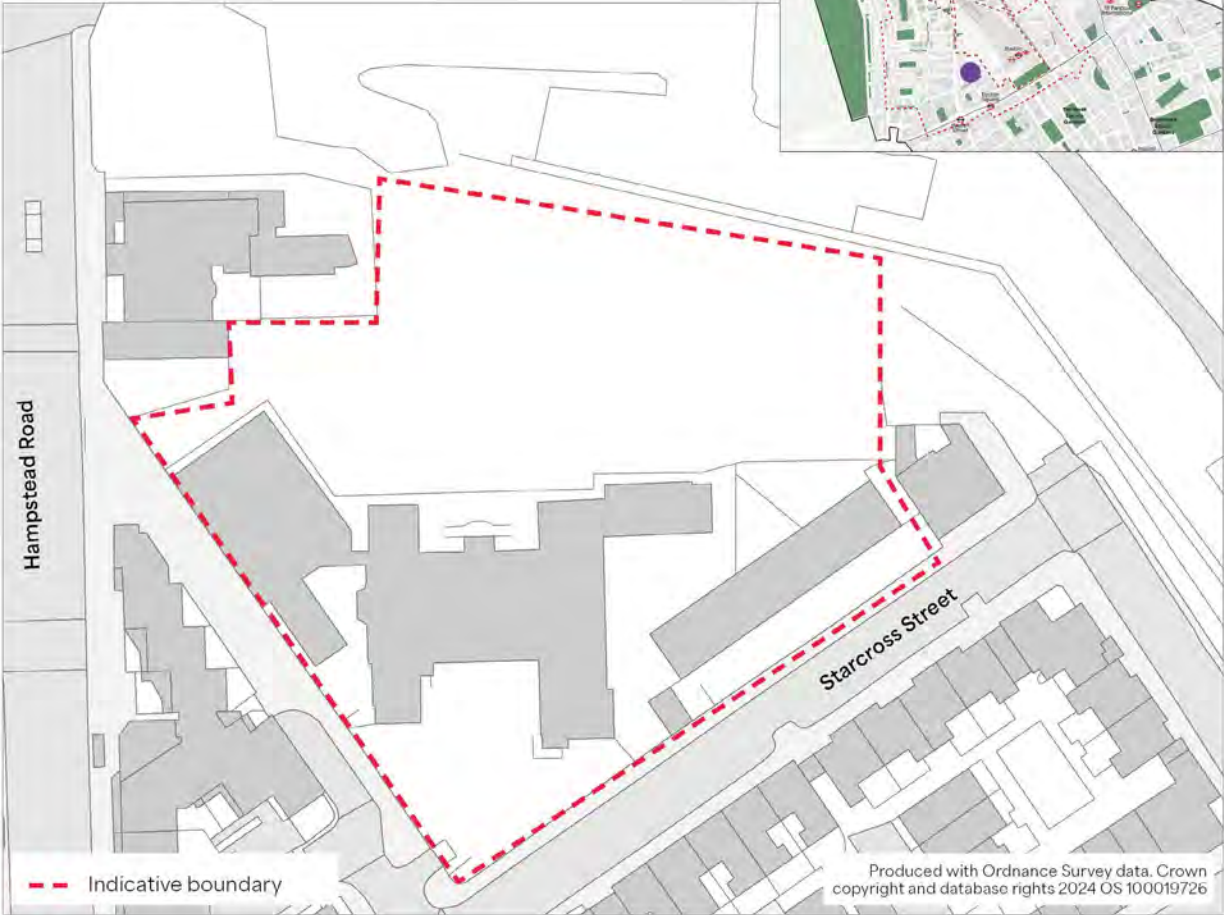 Hampstead Road
Starcross Street
Indicative boundary
Produced with Ordnance Survey data. Crown
copyright and database rights 2024 OS 100019726